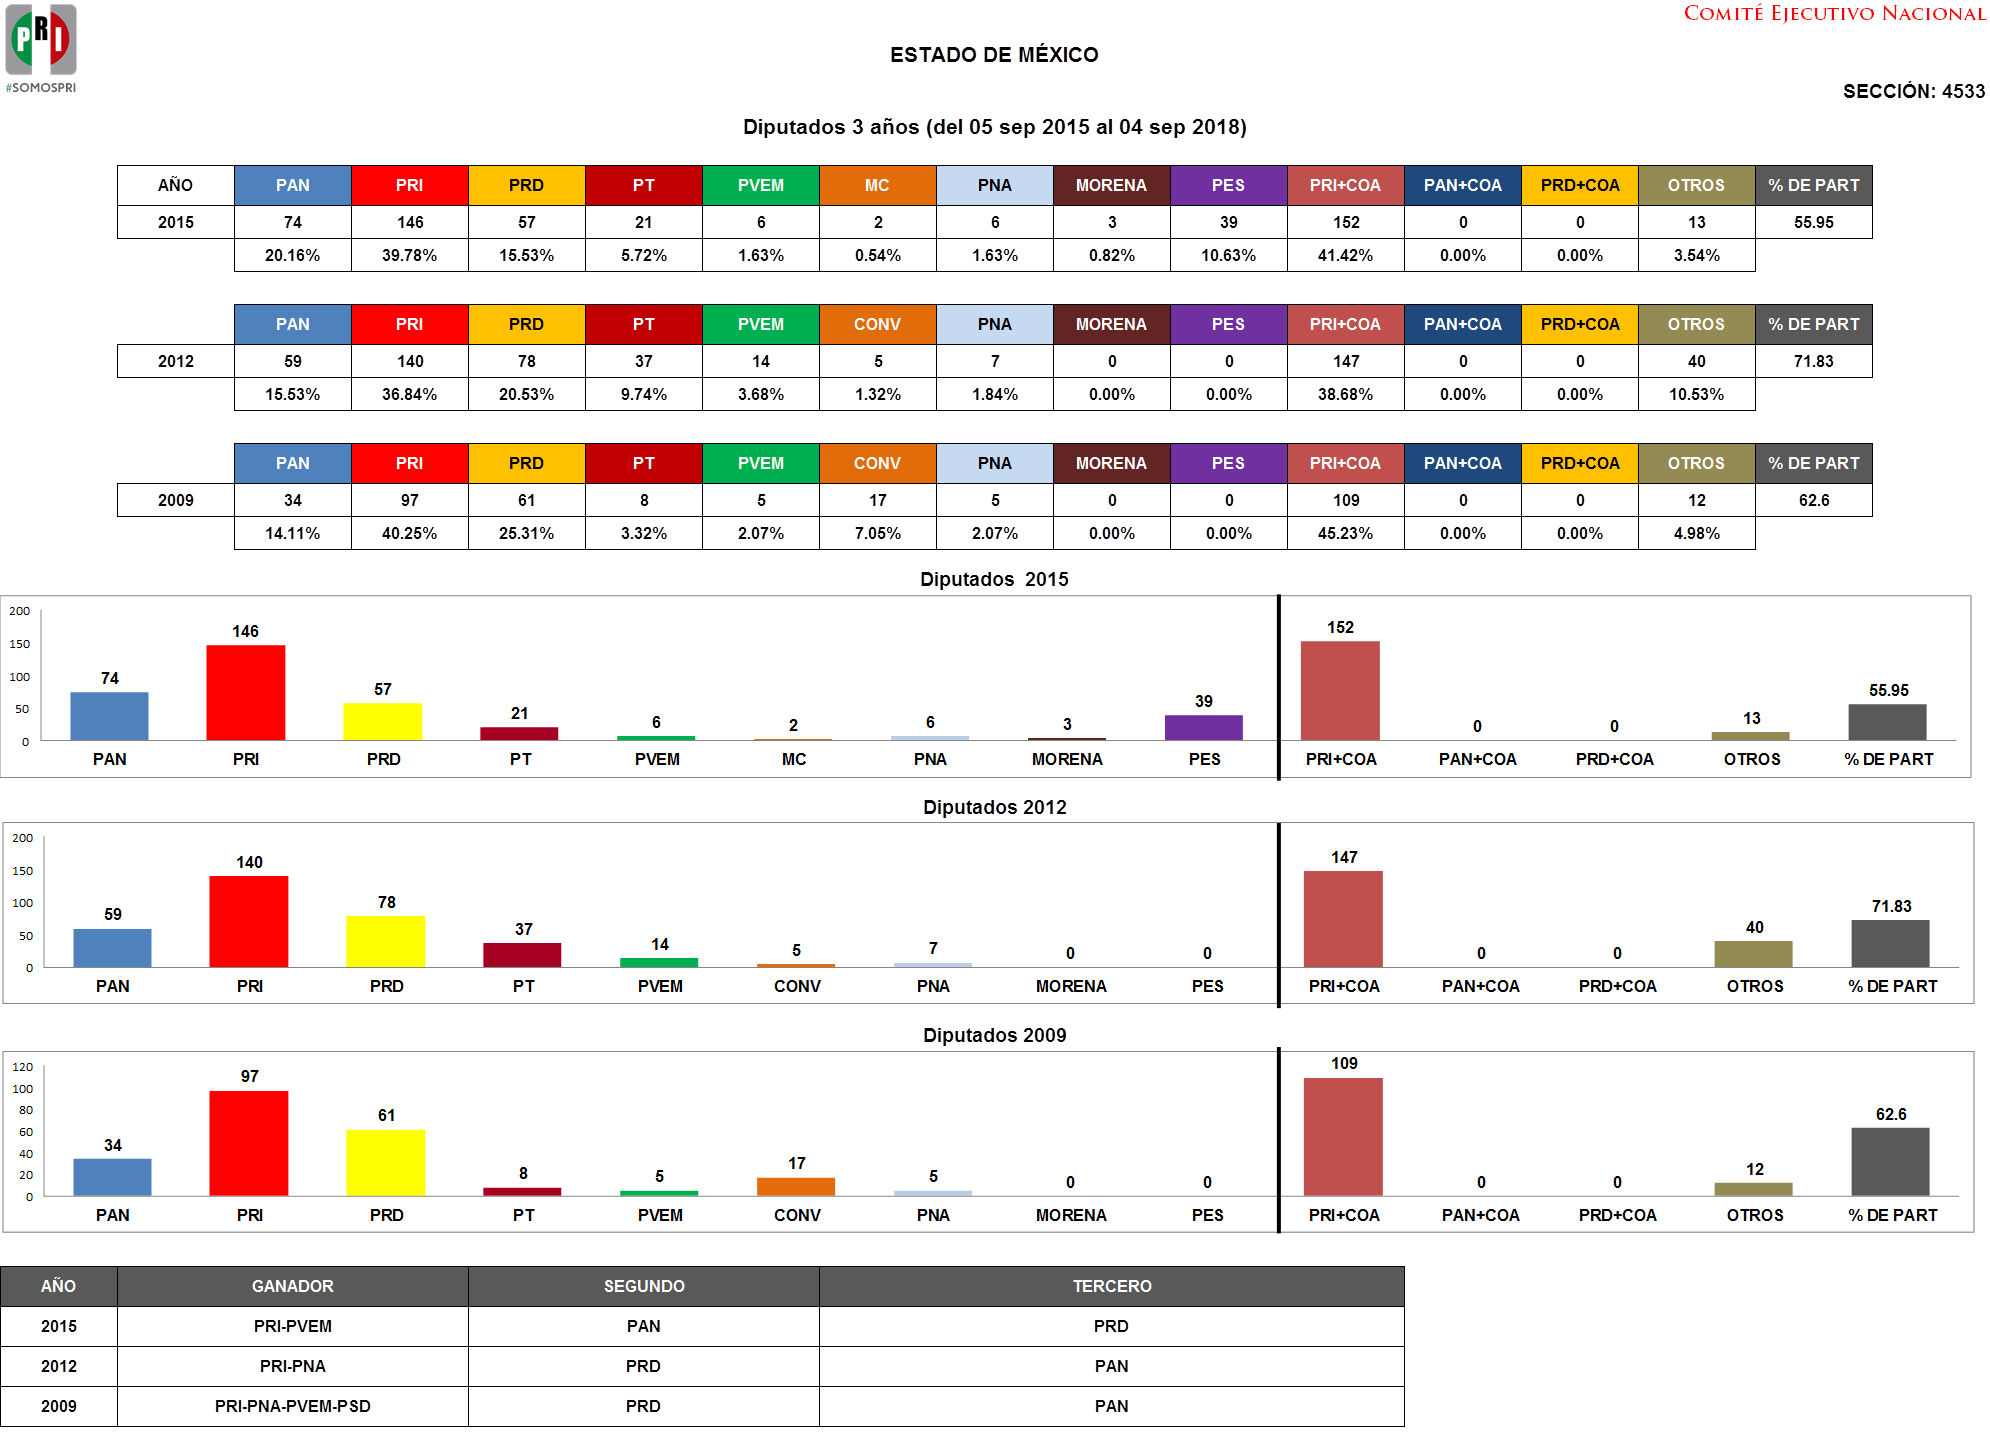 PRI
#SOMOSPRI
COMITÉ EJECUTIVO NACIONAL
ESTADO DE MÉXICO
SECCIÓN: 4533
Diputados 3 años (del 05 sep 2015 al 04 sep 2018)
AÑO PAN PRI PRD PT PVEM MC PNA MORENA PES PRI+COA PAN+COA PRD+COA OTROS % DE PART
2015 74 146 57 21 6 2 6 3 39 152 0 0 13 55.95
20.16% 39.78% 15.53% 5.72% 1.63% 0.54% 1.63% 0.82% 10.63% 41.42% 0.00% 0.00% 3.54%
PAN PRI PRD PT PVEM CONV PNA MORENA PES PRI+COA PAN+COA PRD+COA OTROS % DE PART
2012 59 140 78 37 14 5 7 0 0 147 0 0 40 71.83
15.53% 36.84% 20.53% 9.74% 3.68% 1.32% 1.84% 0.00% 0.00% 38.68% 0.00% 0.00% 10.53%
PAN PRI PRD PT PVEM CONV PNA MORENA PES PRI+COA PAN+COA PRD+COA OTROS % DE PART
2009 34 97 61 8 5 17 5 0 0 109 0 0 12 62.6
14.11% 40.25% 25.31% 3.32% 2.07% 7.05% 2.07% 0.00% 0.00% 45.23% 0.00% 0.00% 4.98%
Diputados 2015
200
150
100
50
0
74 146 57 21 6 2 6 3 39 152 0 0 13 55.95
PAN PRI PRD PT PVEM MC PNA MORENA PES PRI+COA PAN+COA PRD+COA OTROS % DE PART
Diputados 2012
200
150
100
50
0
59 140 78 37 14 5 7 0 0 147 0 0 40 71.83
PAN PRI PRD PT PVEM CONV PNA MORENA PES PRI+COA PAN+COA PRD+COA OTROS % DE PART
Diputados 2009
120
100
80
60
40
20
0
34 97 61 8 5 17 5 0 0 109 0 0 12 62.6
PAN PRI PRD PT PVEM CONV PNA MORENA PES PRI+COA PAN+COA PRD+COA OTROS % DE PART
AÑO GANADOR SEGUNDO TERCERO
2015 PRI-PVEM PAN PRD
2012 PRI-PNA PRD PAN
2009 PRI-PNA-PVEM-PSD PRD PAN